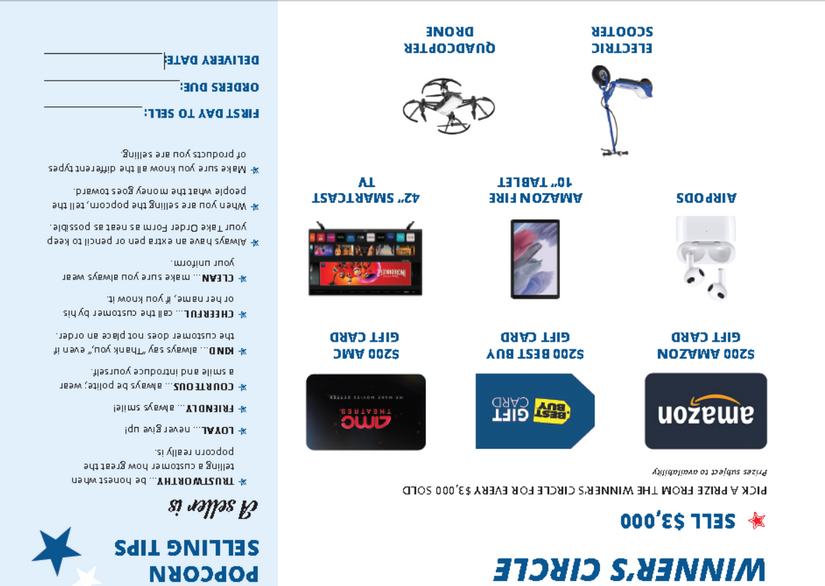 WINNER'S CIRCLE
SELL $3,000
PICK A PRIZE FROM THE WINNER'S CIRCLE FOR EVERY $3,000 SOLD
Prizes subject to availability
amazon
BEST BUY
GIFT CARD
amc THEATRES.
WE MAKE MOVIES BETTER
$200 AMAZON
GIFT CARD
$200 BEST BUY
GIFT CARD
$200 AMC
GIFT CARD
AIRPODS
AMAZON FIRE
10" TABLET
42" SMARTCAST
TV
ELECTRIC
SCOOTER
QUADCOPTER
DRONE
POPCORN
SELLING TIPS
A seller is
TRUSTWORTHY... be honest when
telling a customer how great the
popcorn really is.
LOYAL... never give up!
FRIENDLY... always smile!
COURTEOUS... always be polite; wear
a smile and introduce yourself.
KIND... always say "Thank you," even if
the customer does not place an order.
CHEERFUL... call the customer by his
or her name, if you know it.
CLEAN... make sure you always wear
your uniform.
Always have an extra pen or pencil to keep
your Take Order Form as neat as possible.
When you are selling the popcorn, tell the
people what the money goes toward.
Make sure you know all the different types
of products you are selling.
FIRST DAY TO SELL:
ORDERS DUE:
DELIVERY DATE: